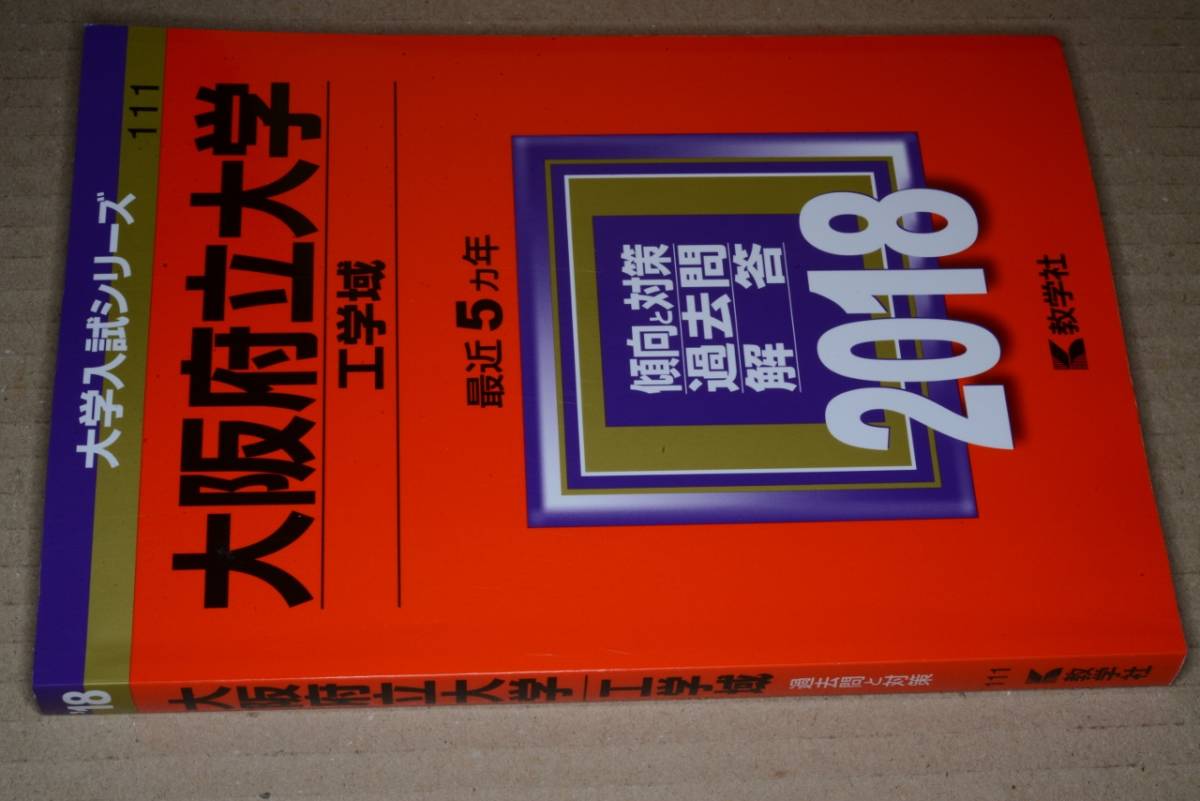 大学入試シリーズ
111
大阪府立大学
工学域
最近5ヵ年
傾向と対策
過去問
解答
2018
教学社
'18
大阪府立大学
工学域
過去問と対策
111
教学社